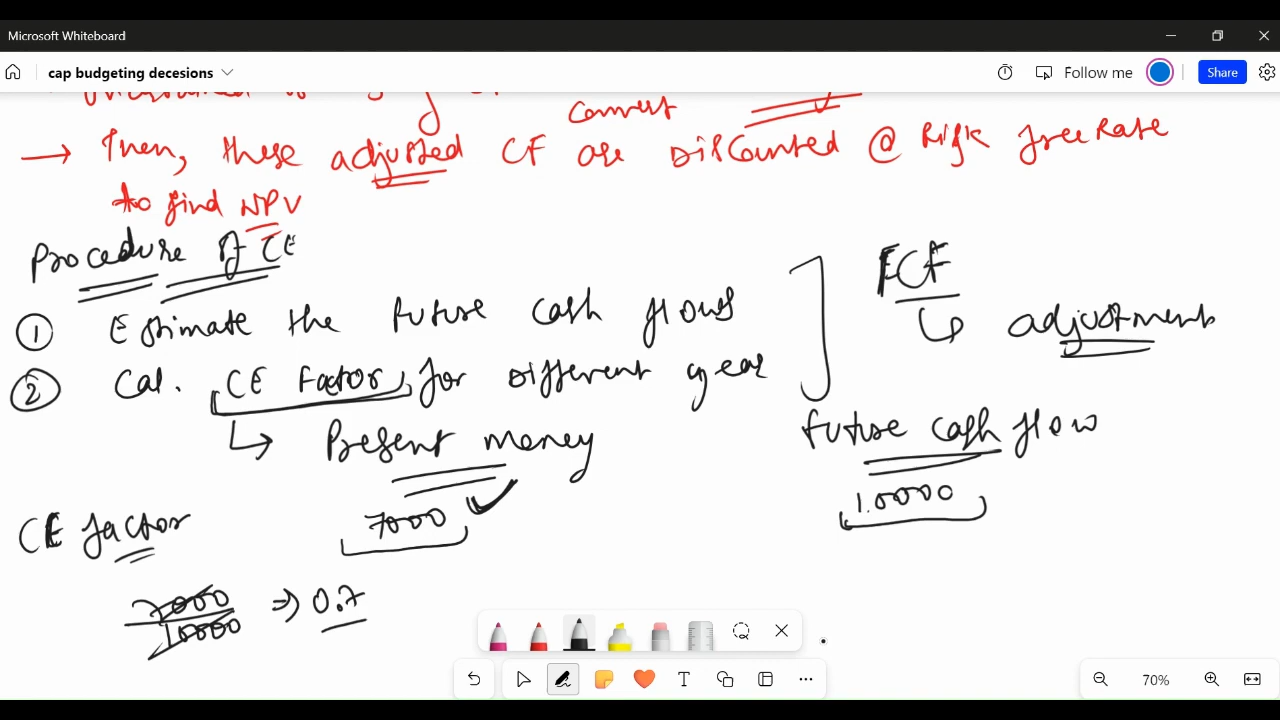 Microsoft Whiteboard
cap budgeting decesions
Follow me
Share
Convert
→ Then, these adjusted CF are Discounted @ Risk free Rate
to find NPV
Procedure of CE
① Estimate the future cash flows
② Cal. CE Factor for Different year
FCF
adjustment
Present money
future cash flow
7000
10000
CE factor
7000
10000
⇒ 0.7
70%